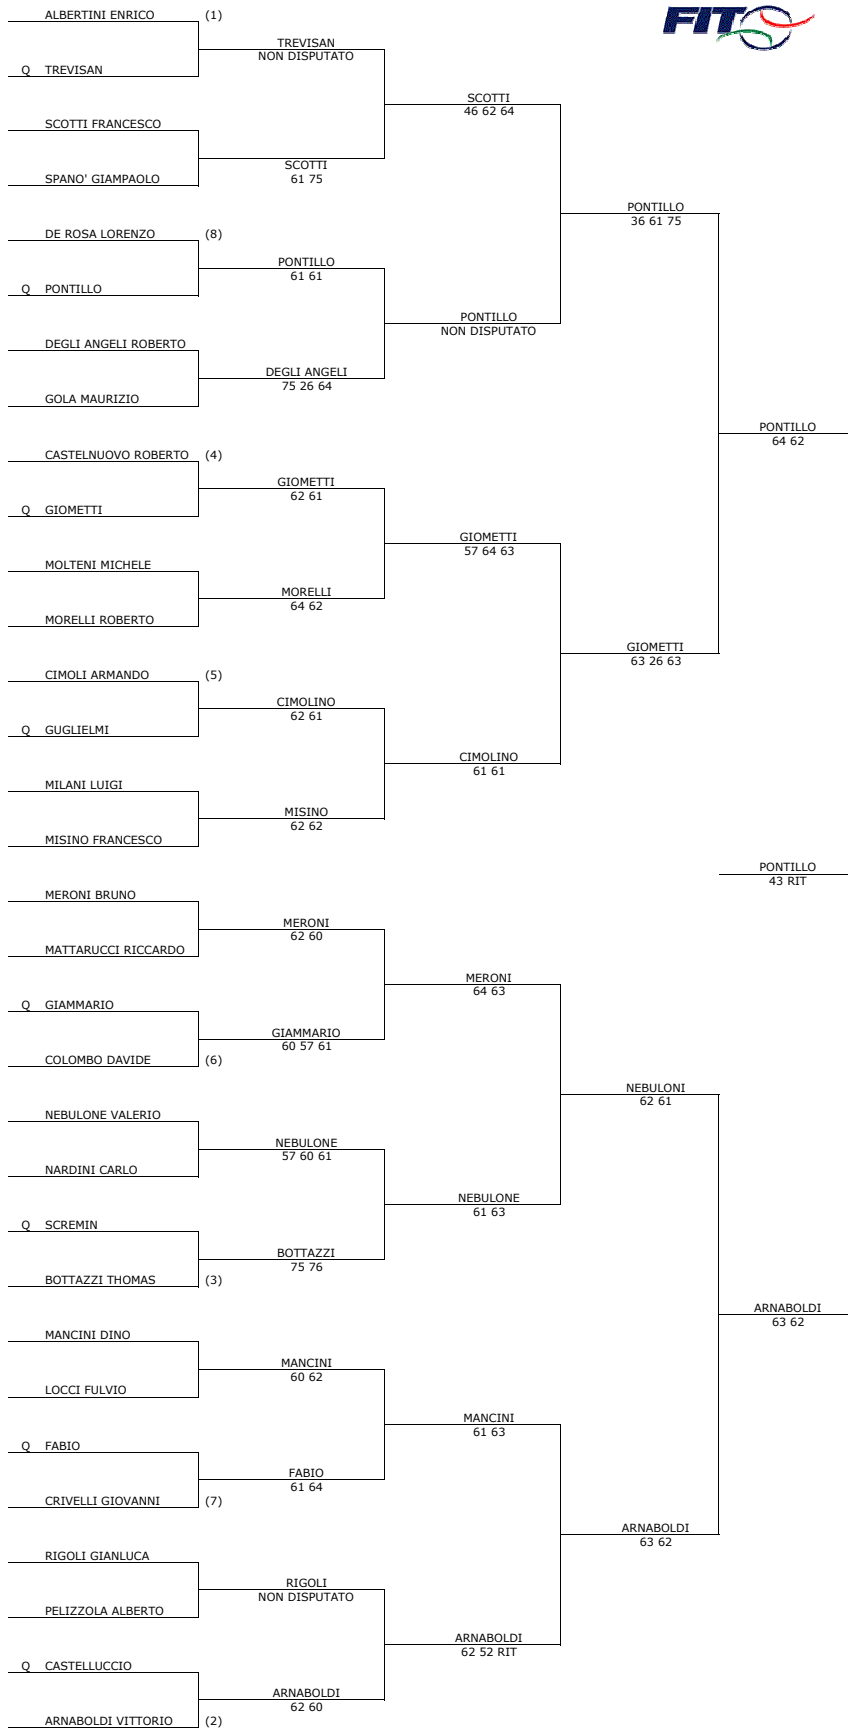 FIT
ALBERTINI ENRICO (1)
TREVISAN
NON DISPUTATO
Q TREVISAN
SCOTTI
46 62 64
SCOTTI FRANCESCO
SCOTTI
61 75
SPANO' GIAMPAOLO
PONTILLO
36 61 75
DE ROSA LORENZO (8)
PONTILLO
61 61
Q PONTILLO
PONTILLO
NON DISPUTATO
DEGLI ANGELI ROBERTO
DEGLI ANGELI
75 26 64
GOLA MAURIZIO
PONTILLO
64 62
CASTELNUOVO ROBERTO (4)
GIOMETTI
62 61
Q GIOMETTI
GIOMETTI
57 64 63
MOLTENI MICHELE
MORELLI
64 62
MORELLI ROBERTO
GIOMETTI
63 26 63
CIMOLI ARMANDO (5)
CIMOLINO
62 61
Q GUGLIELMI
CIMOLINO
61 61
MILANI LUIGI
MISINO
62 62
MISINO FRANCESCO
PONTILLO
43 RIT
MERONI BRUNO
MERONI
62 60
MATTARUCCI RICCARDO
MERONI
64 63
Q GIAMMARIO
GIAMMARIO
60 57 61
COLOMBO DAVIDE (6)
NEBULONI
62 61
NEBULONE VALERIO
NEBULONE
57 60 61
NARDINI CARLO
NEBULONE
61 63
Q SCREMIN
BOTTAZZI
75 76
BOTTAZZI THOMAS (3)
ARNABOLDI
63 62
MANCINI DINO
MANCINI
60 62
LOCCI FULVIO
MANCINI
61 63
Q FABIO
FABIO
61 64
CRIVELLI GIOVANNI (7)
ARNABOLDI
63 62
RIGOLI GIANLUCA
RIGOLI
NON DISPUTATO
PELIZZOLA ALBERTO
ARNABOLDI
62 52 RIT
Q CASTELLUCCIO
ARNABOLDI
62 60
ARNABOLDI VITTORIO (2)